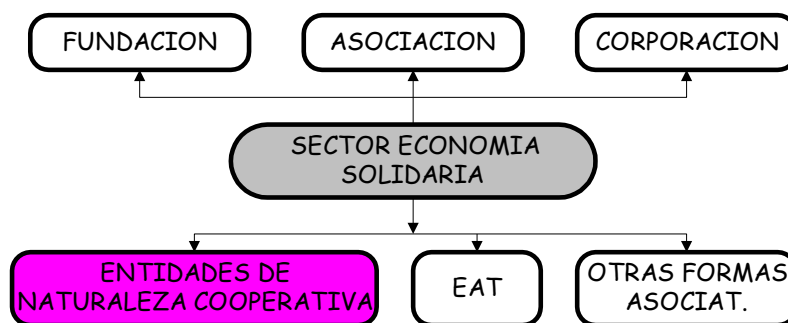 FUNDACION
ASOCIACION
CORPORACION
SECTOR ECONOMIA
SOLIDARIA
ENTIDADES DE
NATURALEZA COOPERATIVA
EAT
OTRAS FORMAS
ASOCIAT.